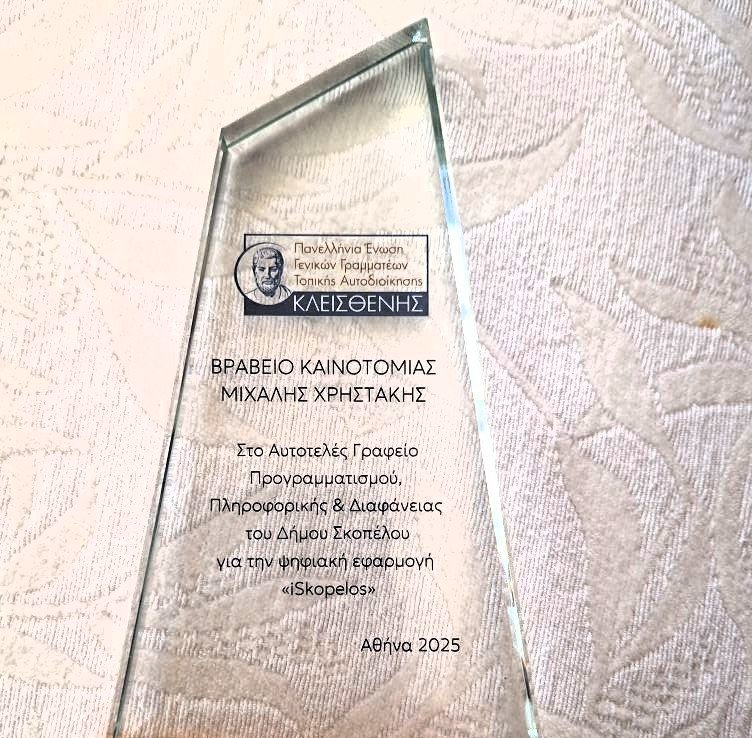 Πανελλήνια Ένωση
Γενικών Γραμματέων
Τοπικής Αυτοδιοίκησης
ΚΛΕΙΣΘΕΝΗΣ
ΒΡΑΒΕΙΟ ΚΑΙΝΟΤΟΜΙΑΣ
ΜΙΧΑΛΗΣ ΧΡΗΣΤΑΚΗΣ
Στο Αυτοτελές Γραφείο
Προγραμματισμού,
Πληροφορικής & Διαφάνειας
του Δήμου Σκοπέλου
για την ψηφιακή εφαρμογή
«iSkopelos»
Αθήνα 2025